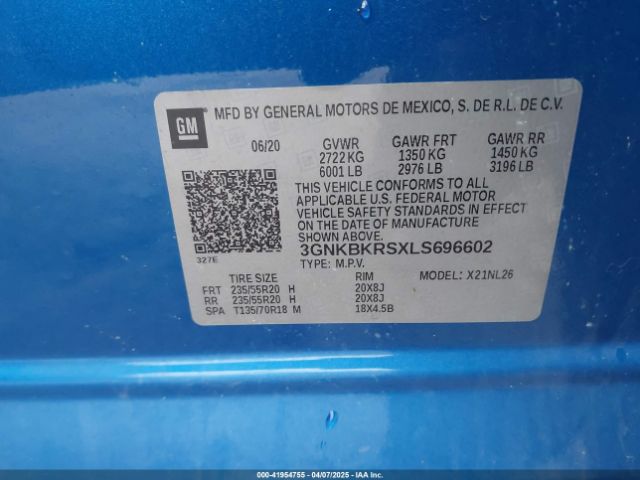 GM
MFD BY GENERAL MOTORS DE MEXICO, S. DE R.L. DE C.V.
06/20 GVWR GAWR FRT GAWR RR
2722 KG 1350 KG 1450 KG
6001 LB 2976 LB 3196 LB
THIS VEHICLE CONFORMS TO ALL
APPLICABLE U.S. FEDERAL MOTOR
VEHICLE SAFETY STANDARDS IN EFFECT
ON THE DATE OF MANUFACTURE
SHOWN ABOVE.
3GNKBKRSXLS696602
327E
TYPE: M.P.V. MODEL: X21NL26
TIRE SIZE RIM
FRT 235/55R20 H 20X8J
RR 235/55R20 H 20X8J
SPA T135/70R18 M 18X4.5B
000-41954755 | 04/07/2025 | IAA Inc.